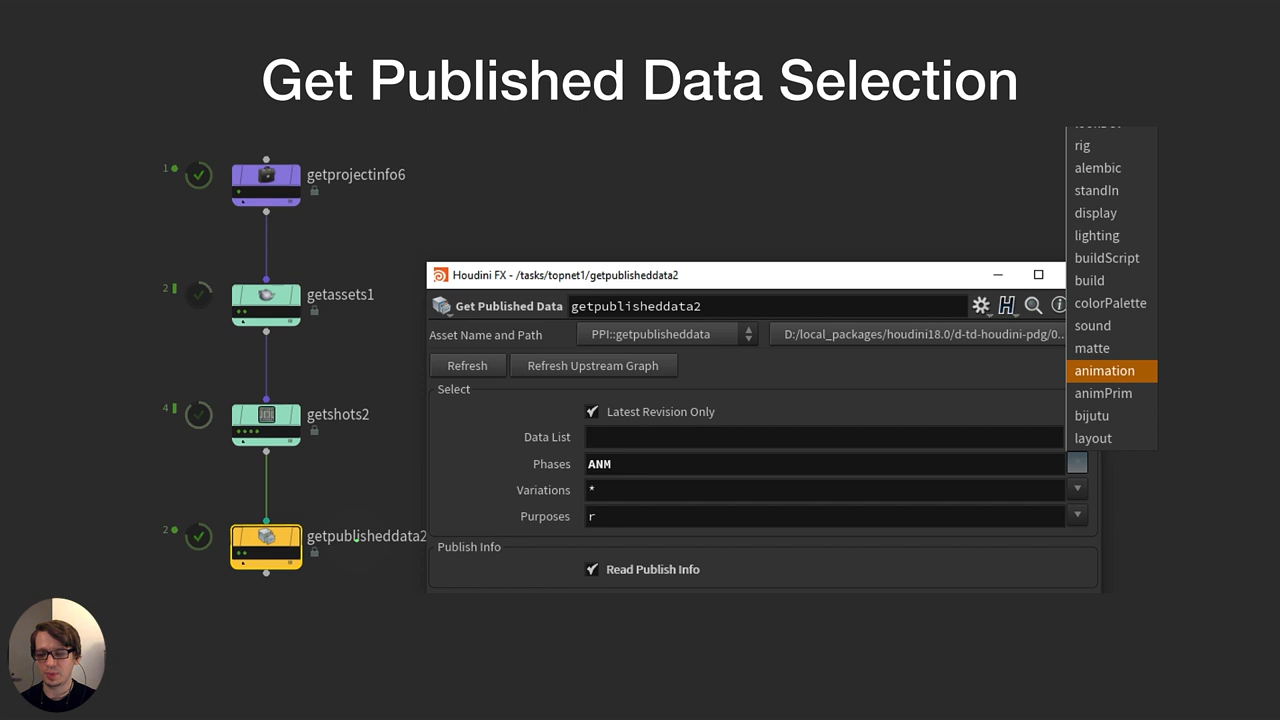 Get Published Data Selection
1
getprojectinfo6
2
getassets1
4
getshots2
2
getpublisheddata2
Houdini FX - /tasks/topnet1/getpublisheddata2
Get Published Data getpublisheddata2
Asset Name and Path PPI::getpublisheddata D:/local_packages/houdini18.0/d-td-houdini-pdg/0...
Refresh Refresh Upstream Graph
Select
Latest Revision Only
Data List
Phases ANM
Variations *
Purposes r
Publish Info
Read Publish Info
rig
alembic
standIn
display
lighting
buildScript
build
colorPalette
sound
matte
animation
animPrim
bijutu
layout